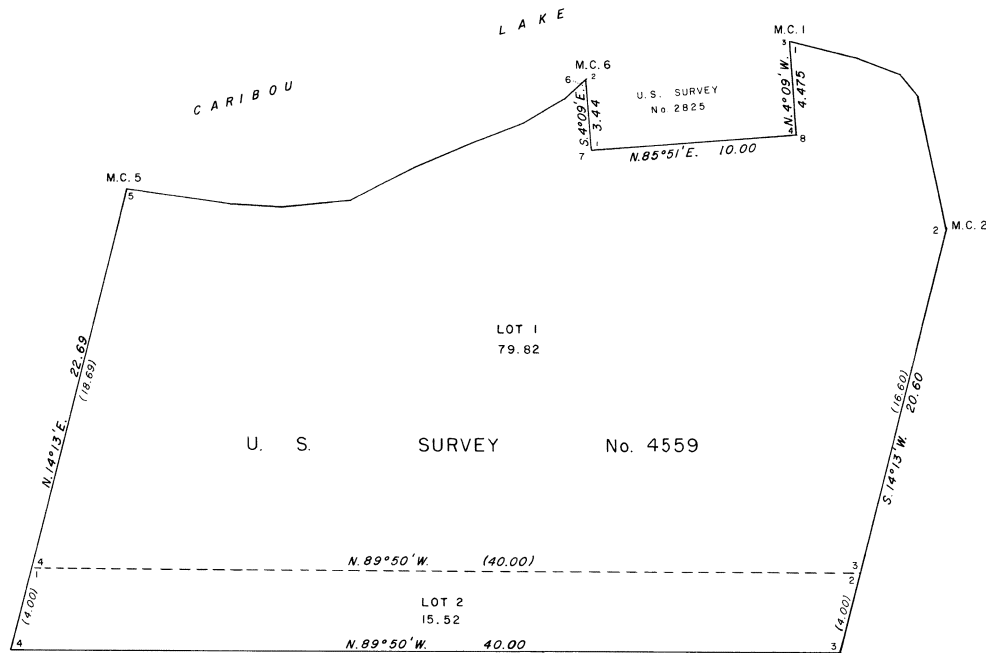 CARIBOU LAKE
M.C. 1
3
1
M.C. 6
6
2
U.S. SURVEY
No. 2825
S. 4°09'E.
3.44
N. 4°09'W.
4.475
7
1
N. 85°51'E. 10.00
4
8
M.C. 5
5
2
M.C. 2
LOT 1
79.82
22.69
(18.69)
N. 14°13'E.
(16.60)
20.60
S. 14°13'W.
U. S. SURVEY No. 4559
4
1
N. 89°50'W. (40.00)
3
2
(4.00)
LOT 2
15.52
(4.00)
4
N. 89°50'W. 40.00
3